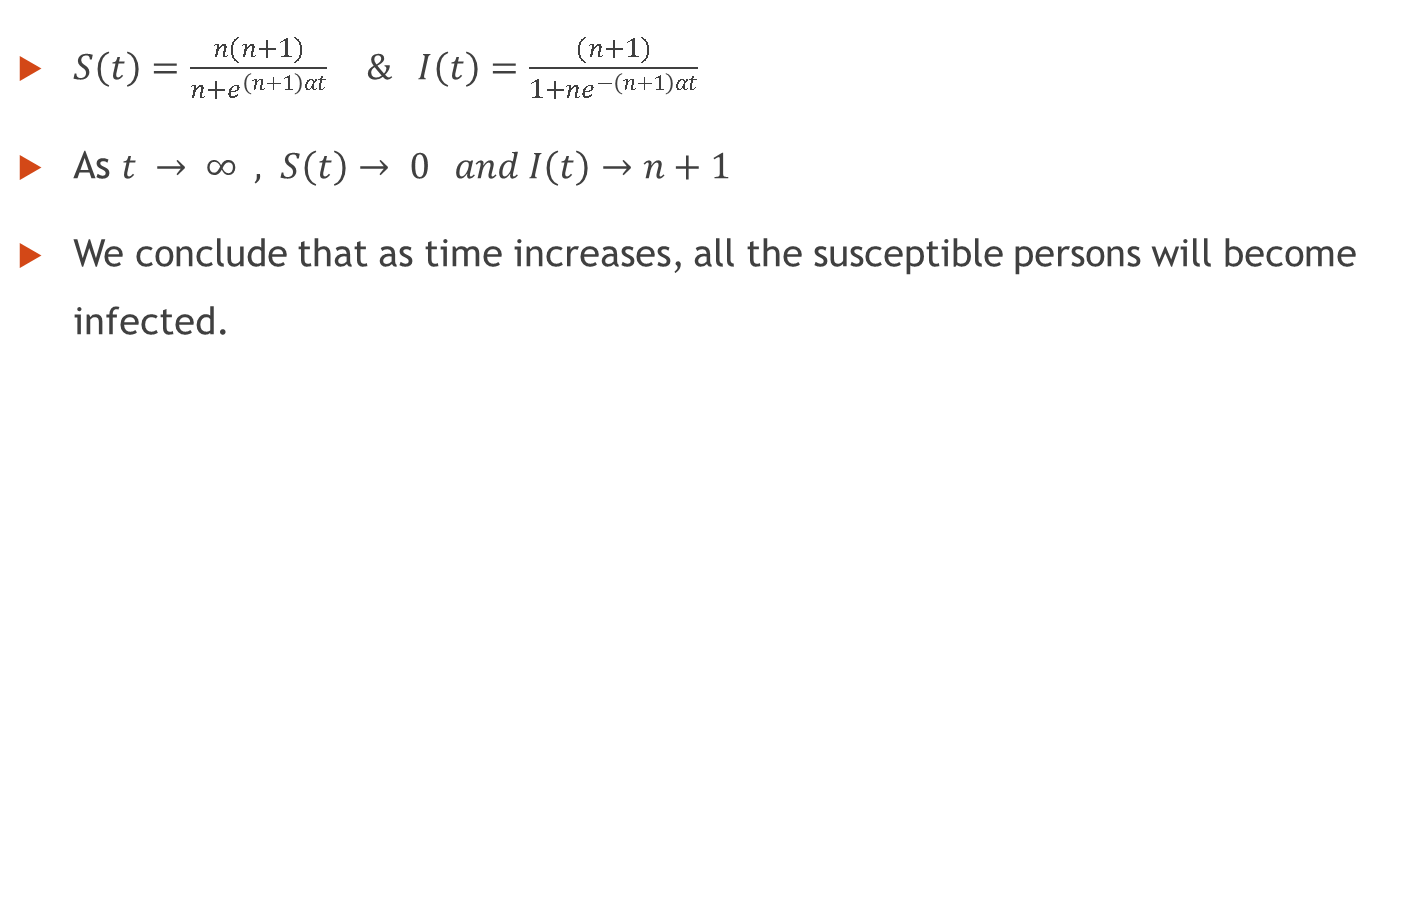 ▶ S(t) = n(n+1)/(n+e^((n+1)αt)) & I(t) = (n+1)/(1+ne^(−(n+1)αt))
▶ As t → ∞ , S(t) → 0 and I(t) → n + 1
▶ We conclude that as time increases, all the susceptible persons will become
infected.